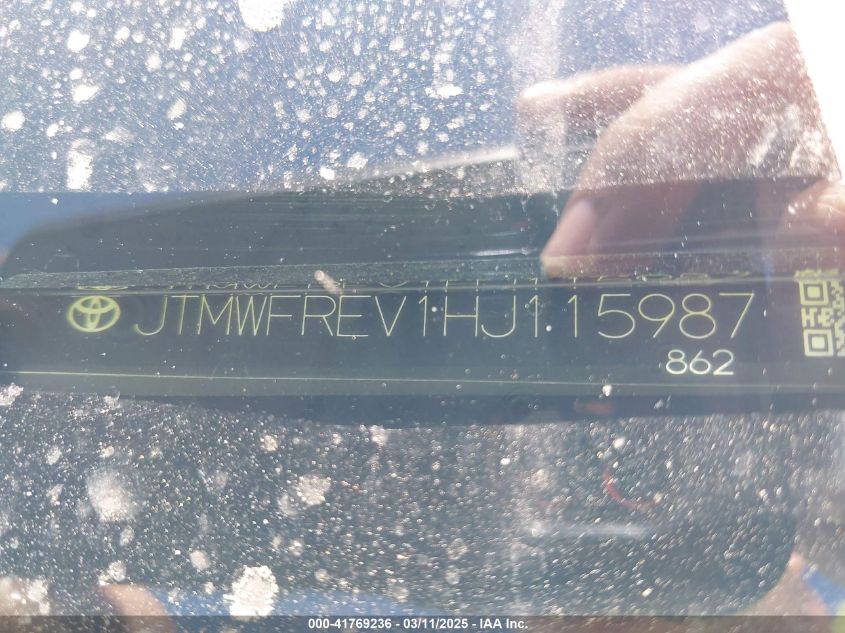 JTMWFREV1HJ115987
862
000-41769236 - 03/11/2025 - IAA Inc.